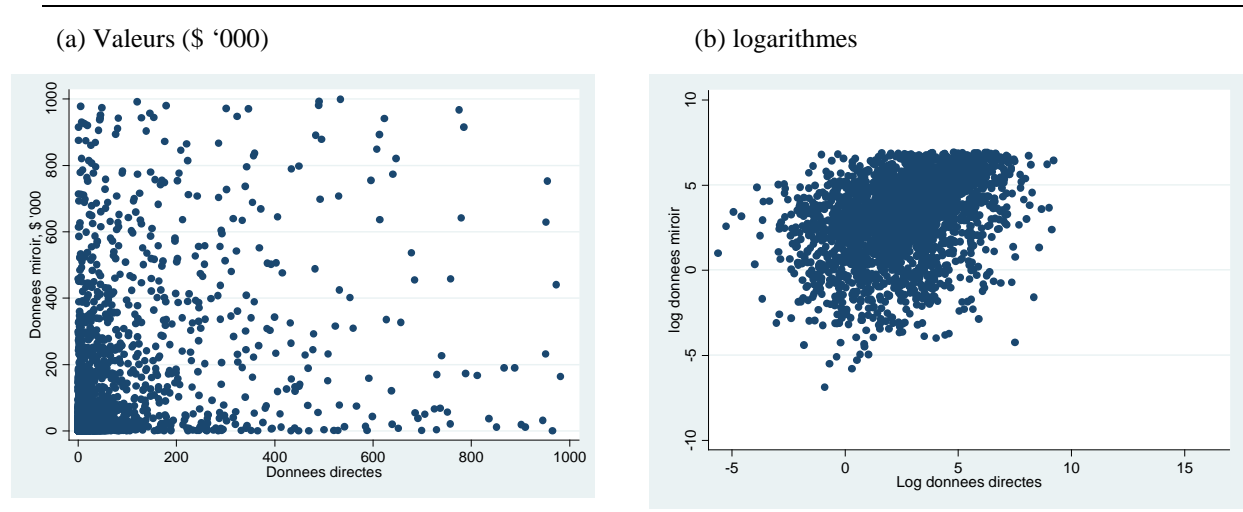 (a) Valeurs ($ ‘000)
(b) logarithmes
Donnees miroir, $ '000
1000
800
600
400
200
0
0 200 400 600 800 1000
Donnees directes
log donnees miroir
10
5
0
-5
-10
-5 0 5 10 15
Log donnees directes